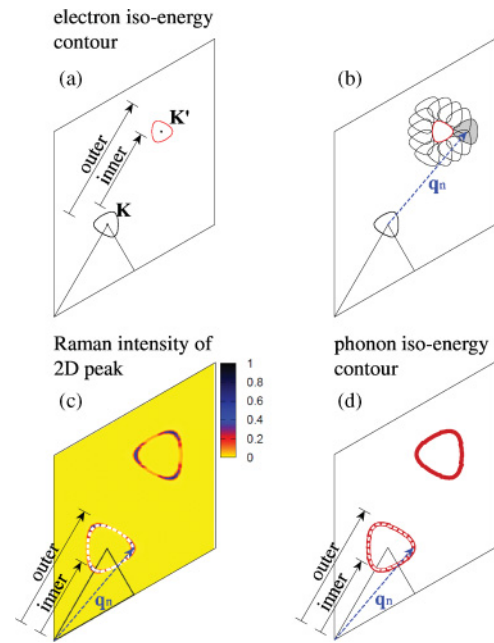 electron iso-energy
contour
(a)
K'
outer
inner
K
(b)
qn
Raman intensity of
2D peak
(c)
1
0.8
0.6
0.4
0.2
0
outer
inner
qn
phonon iso-energy
contour
(d)
outer
inner
qn